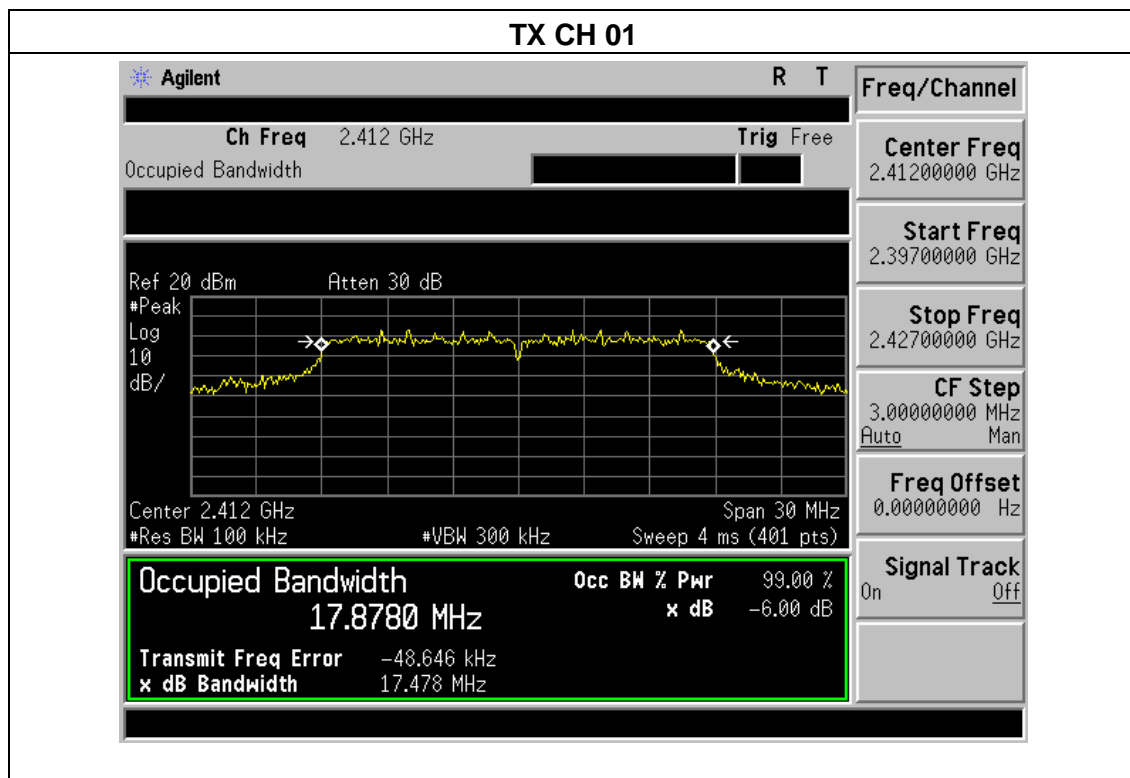 TX CH 01
Agilent R T
Ch Freq 2.412 GHz Trig Free
Occupied Bandwidth
Ref 20 dBm Atten 30 dB
#Peak
Log
10
dB/
Center 2.412 GHz Span 30 MHz
#Res BW 100 kHz #VBW 300 kHz Sweep 4 ms (401 pts)
Occupied Bandwidth Occ BW % Pwr 99.00 %
17.8780 MHz x dB -6.00 dB
Transmit Freq Error -48.646 kHz
x dB Bandwidth 17.478 MHz
Freq/Channel
Center Freq
2.41200000 GHz
Start Freq
2.39700000 GHz
Stop Freq
2.42700000 GHz
CF Step
3.00000000 MHz
Auto Man
Freq Offset
0.00000000 Hz
Signal Track
On Off